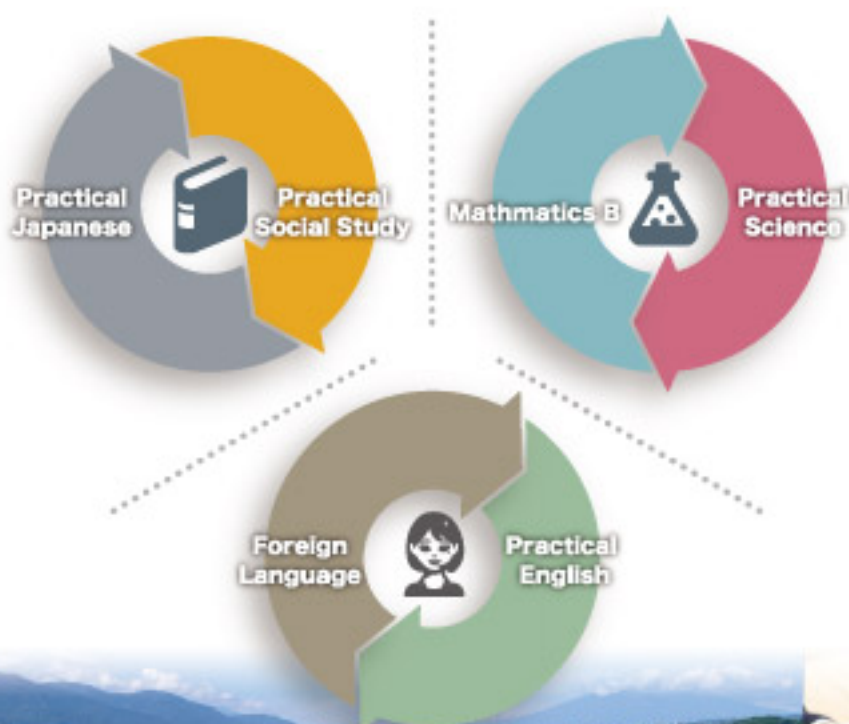 Practical
Japanese
Practical
Social Study
Mathmatics B
Practical
Science
Foreign
Language
Practical
English